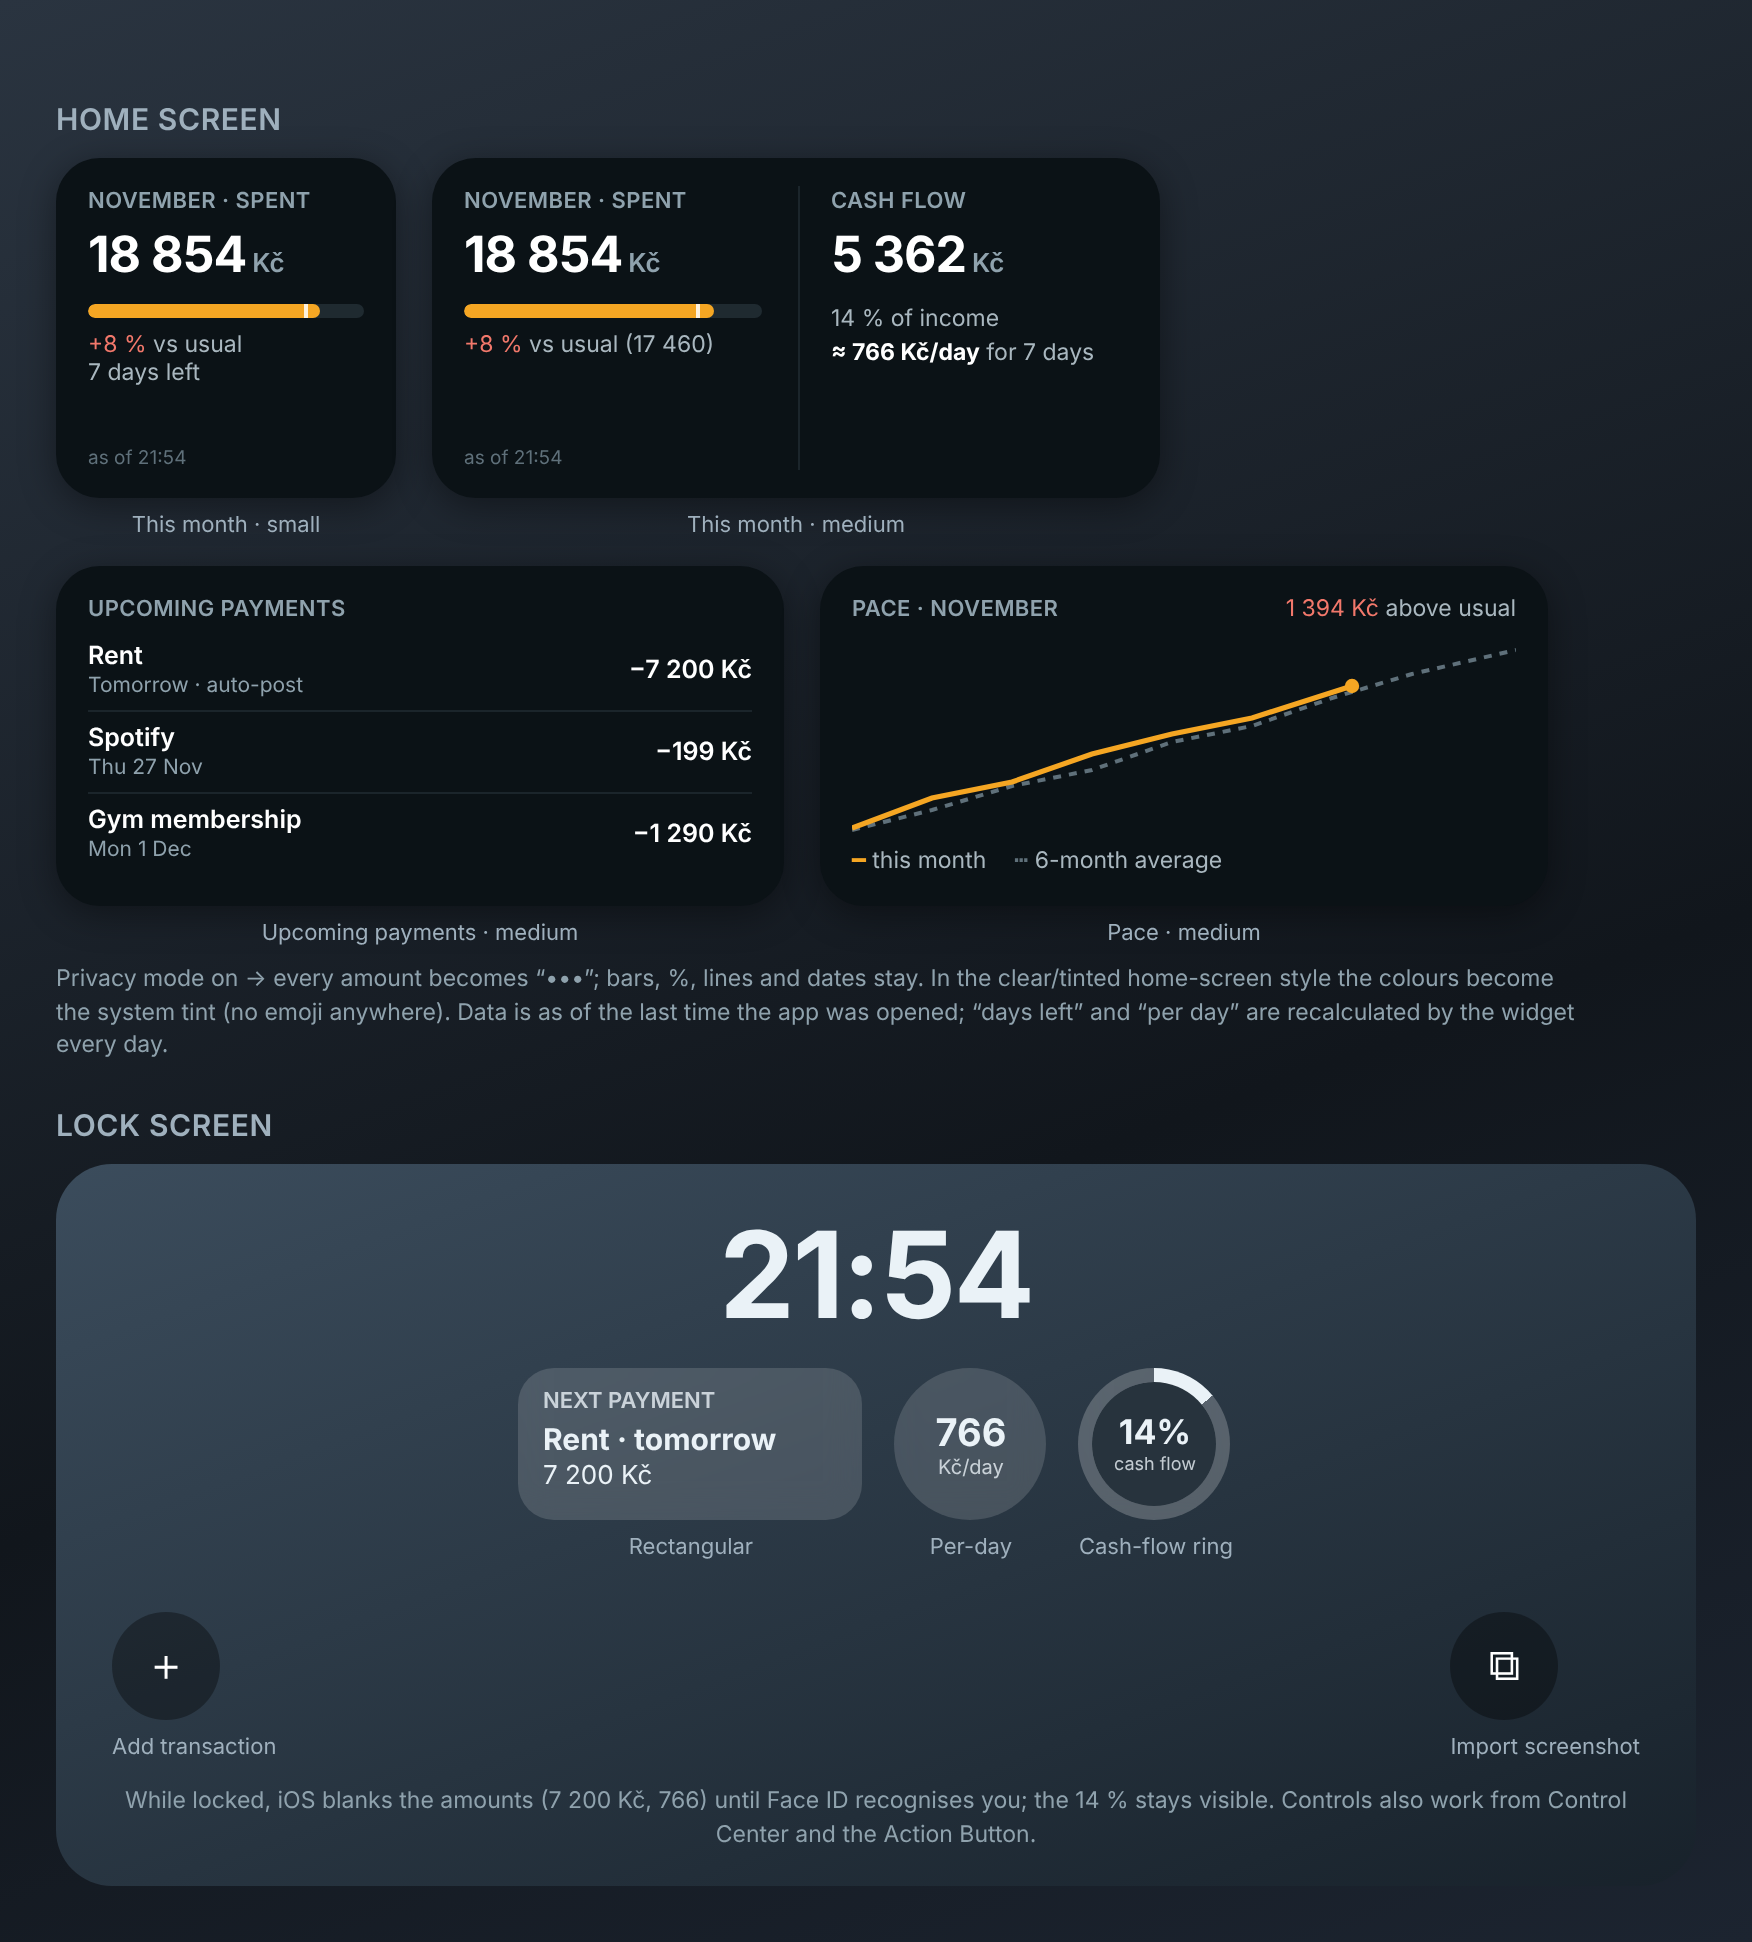 HOME SCREEN
NOVEMBER · SPENT
18 854 Kč
+8 % vs usual
7 days left
as of 21:54
This month · small
NOVEMBER · SPENT
18 854 Kč
+8 % vs usual (17 460)
as of 21:54
CASH FLOW
5 362 Kč
14 % of income
≈ 766 Kč/day for 7 days
This month · medium
UPCOMING PAYMENTS
Rent
Tomorrow · auto-post
−7 200 Kč
Spotify
Thu 27 Nov
−199 Kč
Gym membership
Mon 1 Dec
−1 290 Kč
Upcoming payments · medium
PACE · NOVEMBER
1 394 Kč above usual
this month
6-month average
Pace · medium
Privacy mode on → every amount becomes “•••”; bars, %, lines and dates stay. In the clear/tinted home-screen style the colours become
the system tint (no emoji anywhere). Data is as of the last time the app was opened; “days left” and “per day” are recalculated by the widget
every day.
LOCK SCREEN
21:54
NEXT PAYMENT
Rent · tomorrow
7 200 Kč
Rectangular
766
Kč/day
Per-day
14%
cash flow
Cash-flow ring
+
Add transaction
Import screenshot
While locked, iOS blanks the amounts (7 200 Kč, 766) until Face ID recognises you; the 14 % stays visible. Controls also work from Control
Center and the Action Button.